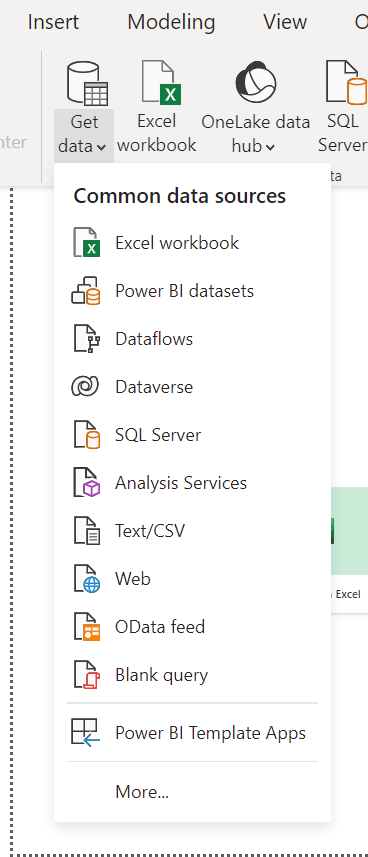 Insert Modeling View
nter
Get data
Excel workbook
OneLake data hub
SQL Server
ta
Common data sources
Excel workbook
Power BI datasets
Dataflows
Dataverse
SQL Server
Analysis Services
Text/CSV
Web
OData feed
Blank query
Power BI Template Apps
More...
Excel